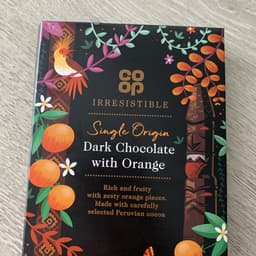 CO
OP
IRRESISTIBLE
Single Origin
Dark Chocolate
with Orange
Rich and fruity
with zesty orange pieces.
Made with carefully
selected Peruvian cocoa